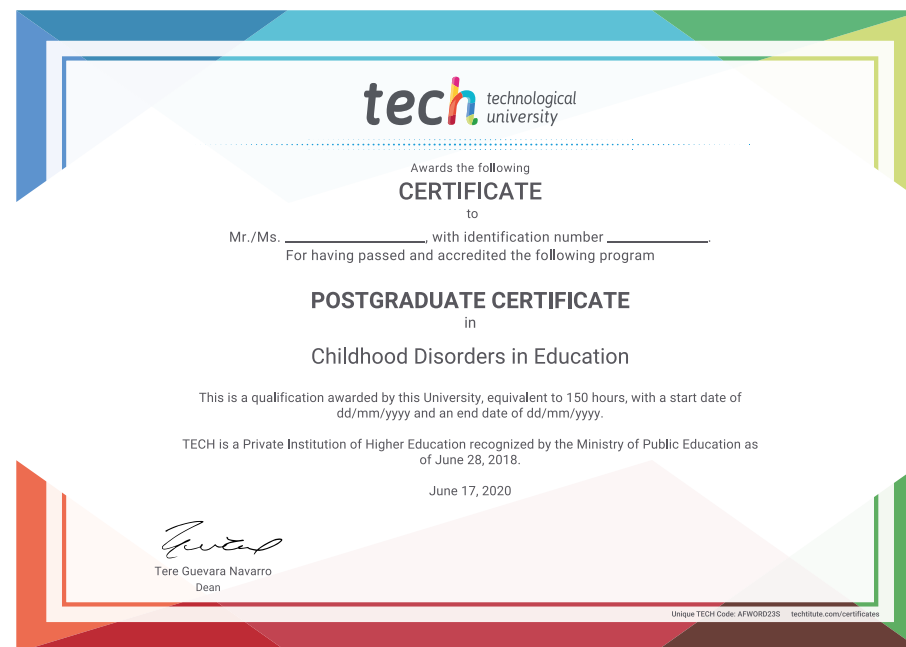 tech technological
university
Awards the following
CERTIFICATE
to
Mr./Ms. ____________________, with identification number ______________.
For having passed and accredited the following program
POSTGRADUATE CERTIFICATE
in
Childhood Disorders in Education
This is a qualification awarded by this University, equivalent to 150 hours, with a start date of
dd/mm/yyyy and an end date of dd/mm/yyyy.
TECH is a Private Institution of Higher Education recognized by the Ministry of Public Education as
of June 28, 2018.
June 17, 2020
Tere Guevara Navarro
Dean
Unique TECH Code: AFWORD23S techtitute.com/certificates